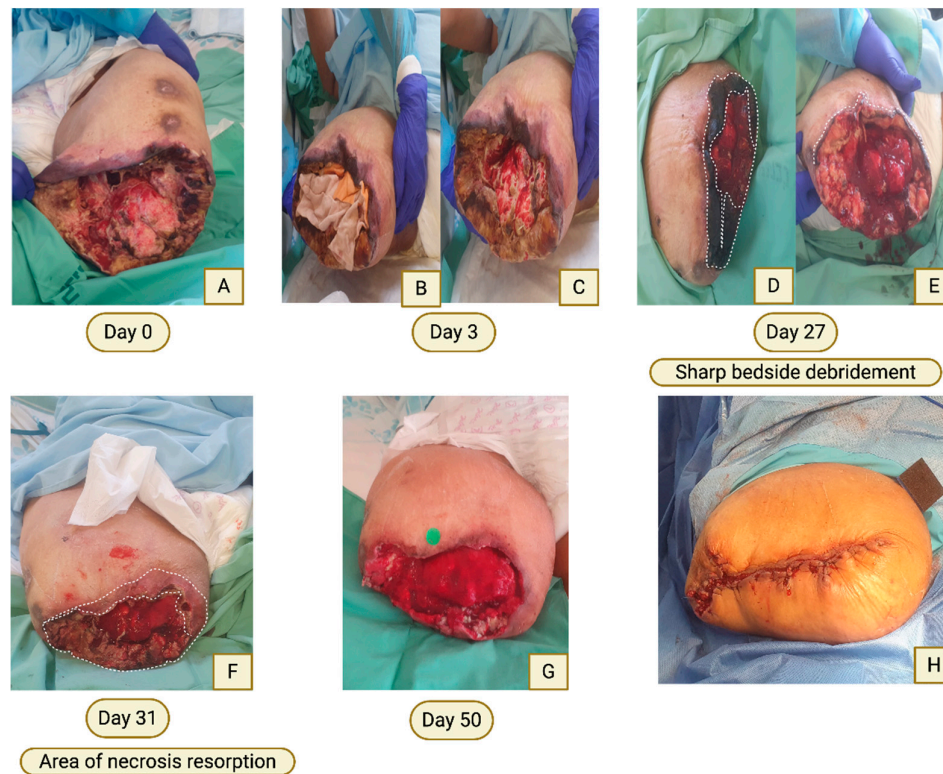 A
B
C
D
E
Day 0
Day 3
Day 27
Sharp bedside debridement
F
G
H
Day 31
Day 50
Area of necrosis resorption